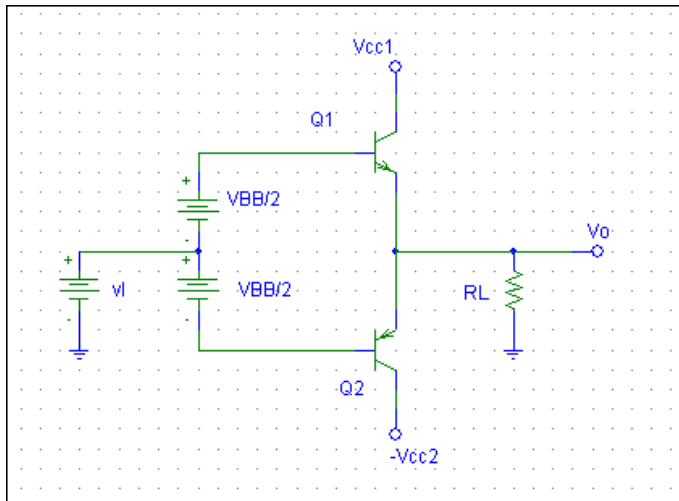 Vcc1
Q1
+
VBB/2
-
Vo
+
+
vI
VBB/2
RL
-
-
Q2
-Vcc2